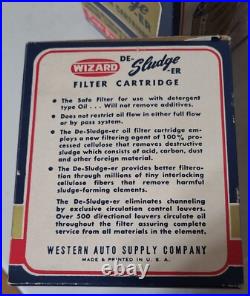 DE-
Sludge
-ER
WIZARD
FILTER CARTRIDGE
• The Safe Filter for use with detergent
type Oil . . Will not remove additives.
• Does not restrict oil flow in either full flow
or by pass system.
• The De-Sludge-er oil filter cartridge em-
ploys a new filtering agent of 100% pro-
cessed cellulose that removes destructive
sludge which consists of acid, carbon, dust
and other foreign material.
• The De-Sludge-er provides better filtera-
tion through millions of tiny interlocking
cellulose fibers that remove harmful
sludge-forming elements.
The De-Sludge-er eliminates channeling
by exclusive circulation control louvers.
Over 500 directional louvers circulate oil
throughout the filter assuring complete
service from all materials in the element.
WESTERN AUTO SUPPLY COMPANY
MADE & PRINTED IN U. S. A.